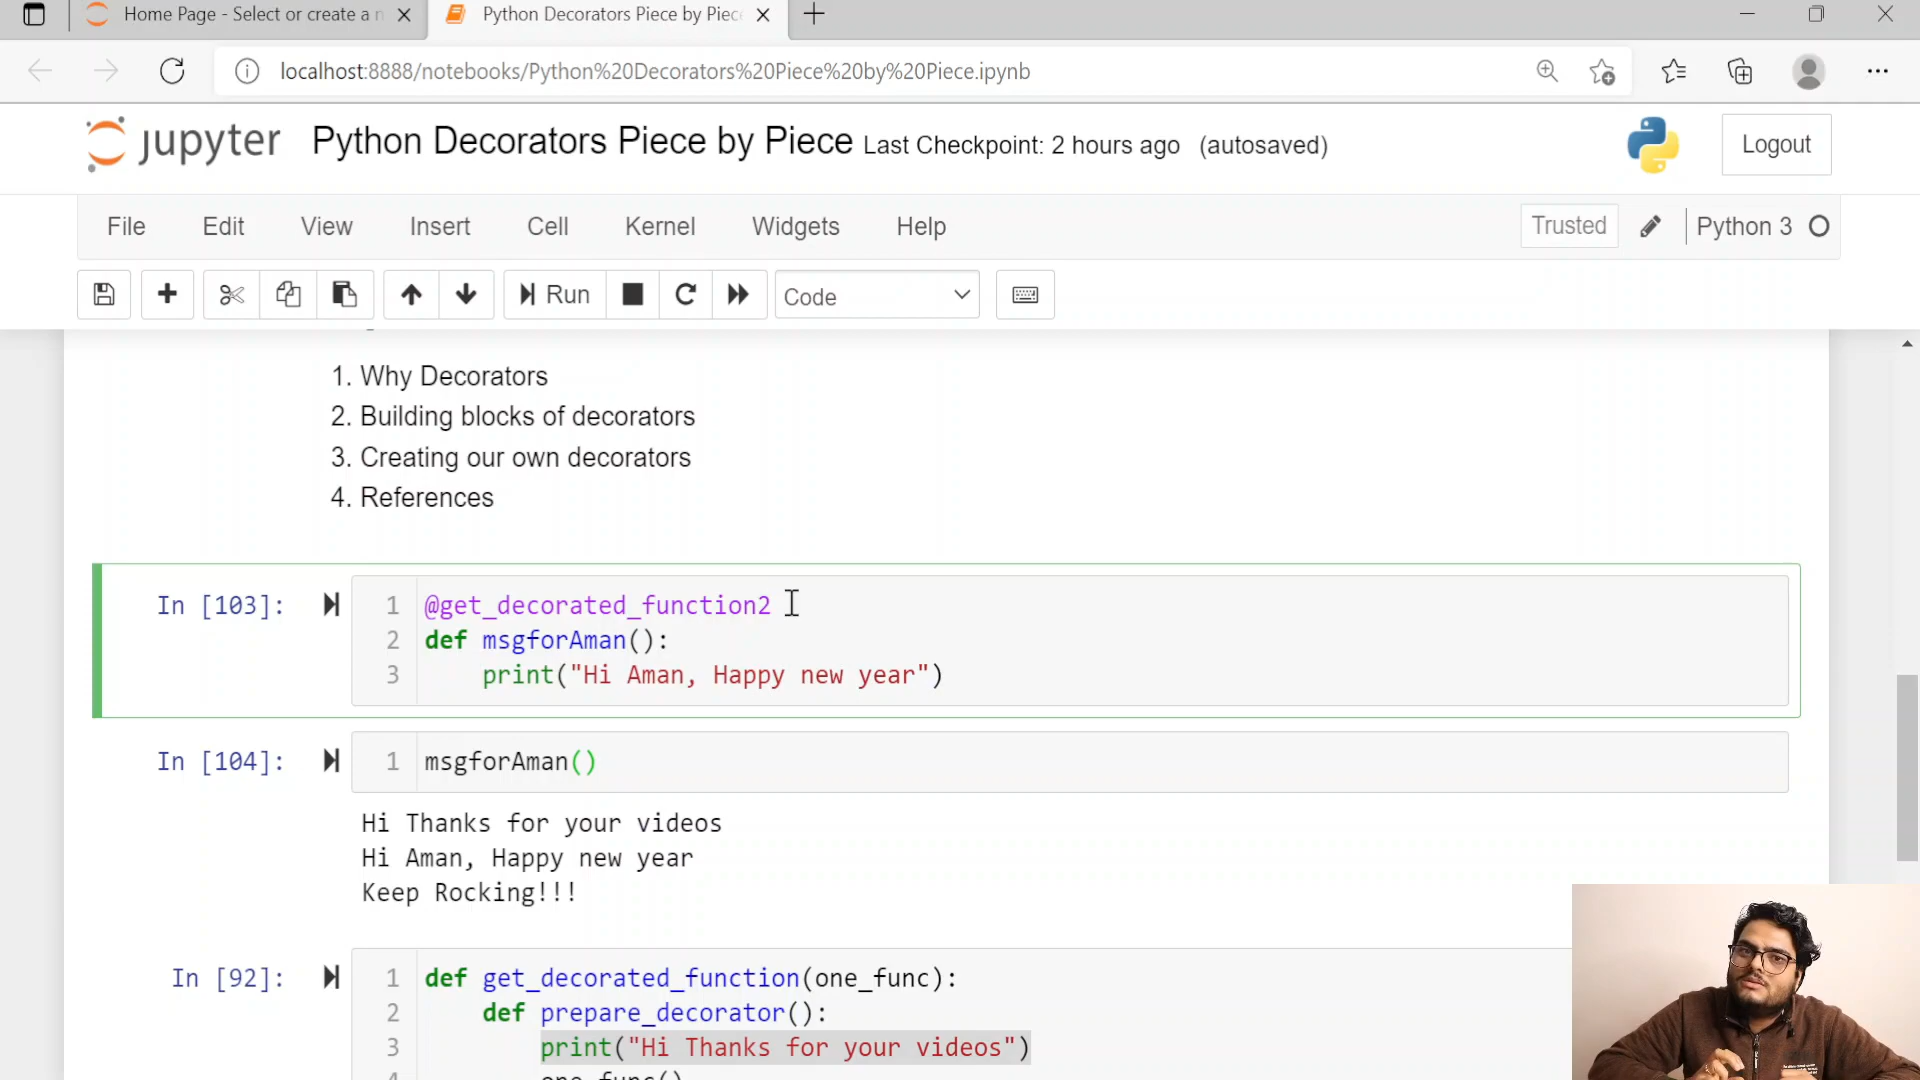 Home Page - Select or create a n
Python Decorators Piece by Piec
localhost:8888/notebooks/Python%20Decorators%20Piece%20by%20Piece.ipynb
jupyter Python Decorators Piece by Piece Last Checkpoint: 2 hours ago (autosaved)
Logout
File Edit View Insert Cell Kernel Widgets Help Trusted Python 3
Run Code
1. Why Decorators
2. Building blocks of decorators
3. Creating our own decorators
4. References
In [103]: 1 @get_decorated_function2
2 def msgforAman():
3 print("Hi Aman, Happy new year")
In [104]: 1 msgforAman()
Hi Thanks for your videos
Hi Aman, Happy new year
Keep Rocking!!!
In [92]: 1 def get_decorated_function(one_func):
2 def prepare_decorator():
3 print("Hi Thanks for your videos")
4 one_func()